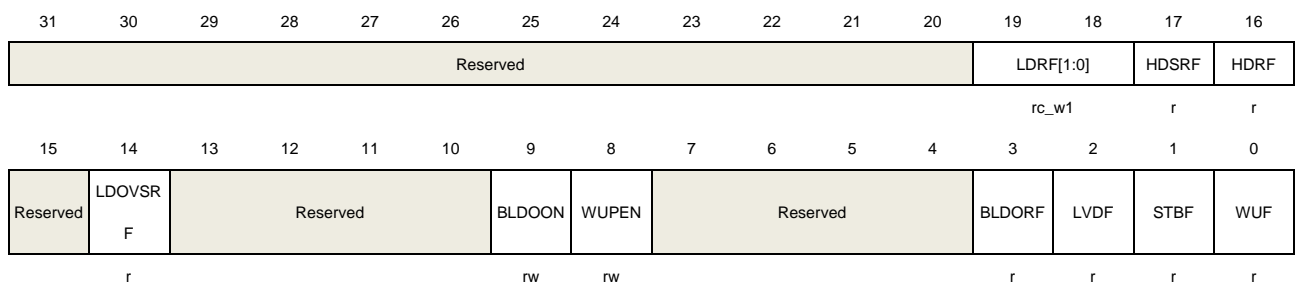 31 30 29 28 27 26 25 24 23 22 21 20 19 18 17 16
Reserved LDRF[1:0] HDSRF HDRF
rc_w1 r r
15 14 13 12 11 10 9 8 7 6 5 4 3 2 1 0
Reserved LDOVSR
F Reserved BLDOON WUPEN Reserved BLDORF LVDF STBF WUF
r rw rw r r r r